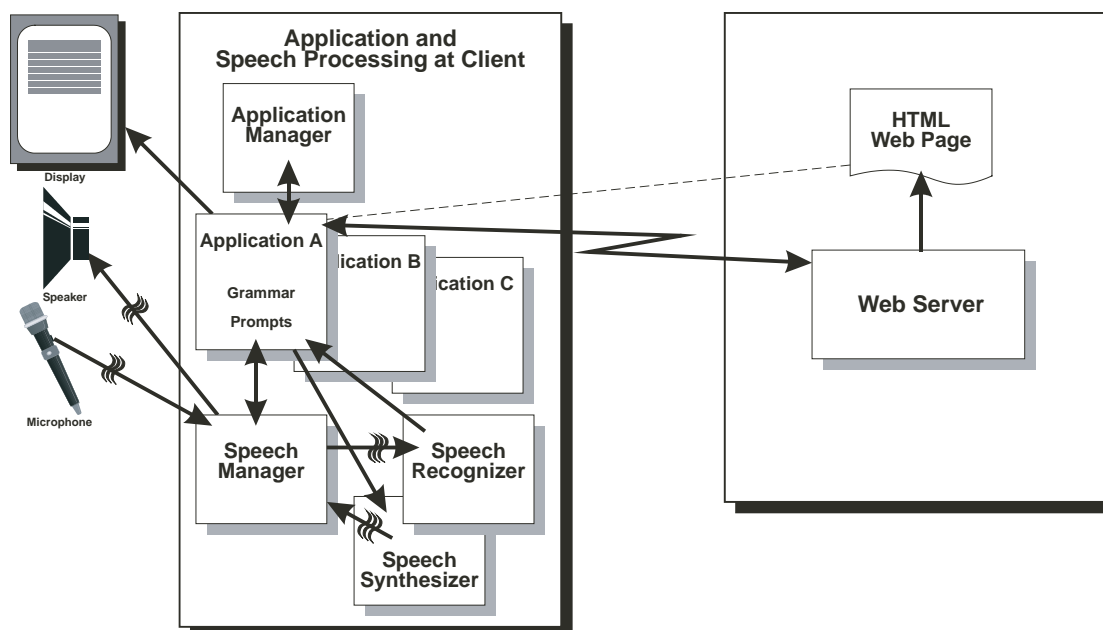 Application and
Speech Processing at Client
Display
Speaker
Microphone
Application
Manager
Application A
Grammar
Prompts
lication B
ication C
Speech
Manager
Speech
Recognizer
Speech
Synthesizer
HTML
Web Page
Web Server